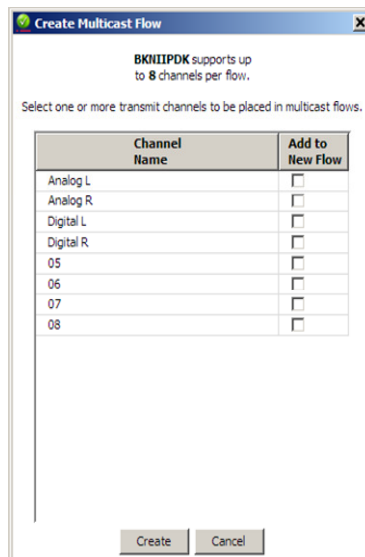 Create Multicast Flow
BKNIIPDK supports up
to 8 channels per flow.
Select one or more transmit channels to be placed in multicast flows.
Channel Name
Add to New Flow
Analog L
Analog R
Digital L
Digital R
05
06
07
08
Create
Cancel